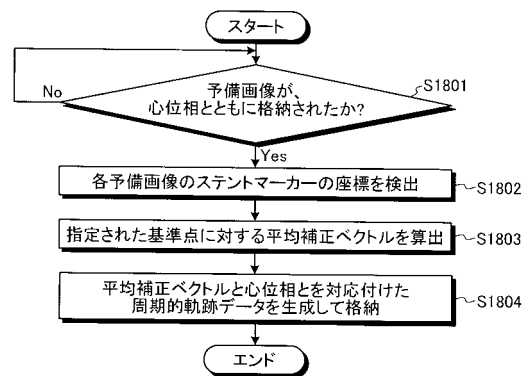 スタート
予備画像が、
心位相とともに格納されたか?
S1801
No
Yes
各予備画像のステントマーカーの座標を検出
S1802
指定された基準点に対する平均補正ベクトルを算出
S1803
平均補正ベクトルと心位相とを対応付けた
周期的軌跡データを生成して格納
S1804
エンド